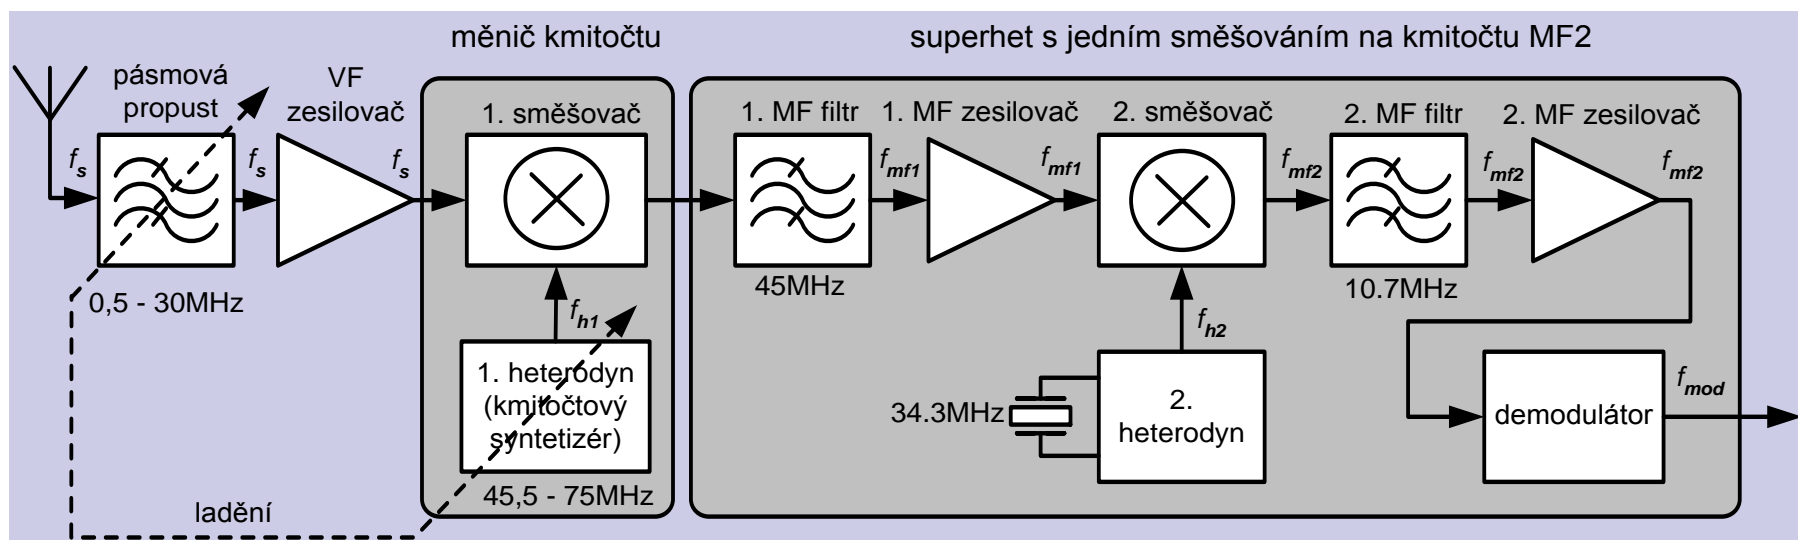 měnič kmitočtu
superhet s jedním směšováním na kmitočtu MF2
pásmová
propust
VF
zesilovač
1. směšovač
1. MF filtr
1. MF zesilovač
2. směšovač
2. MF filtr
2. MF zesilovač
fs
fs
fs
fmf1
fmf1
fmf2
fmf2
fmf2
0,5 - 30MHz
45MHz
10.7MHz
fh1
fh2
1. heterodyn
(kmitočtový
syntetizér)
45,5 - 75MHz
34.3MHz
2.
heterodyn
demodulátor
fmod
ladění